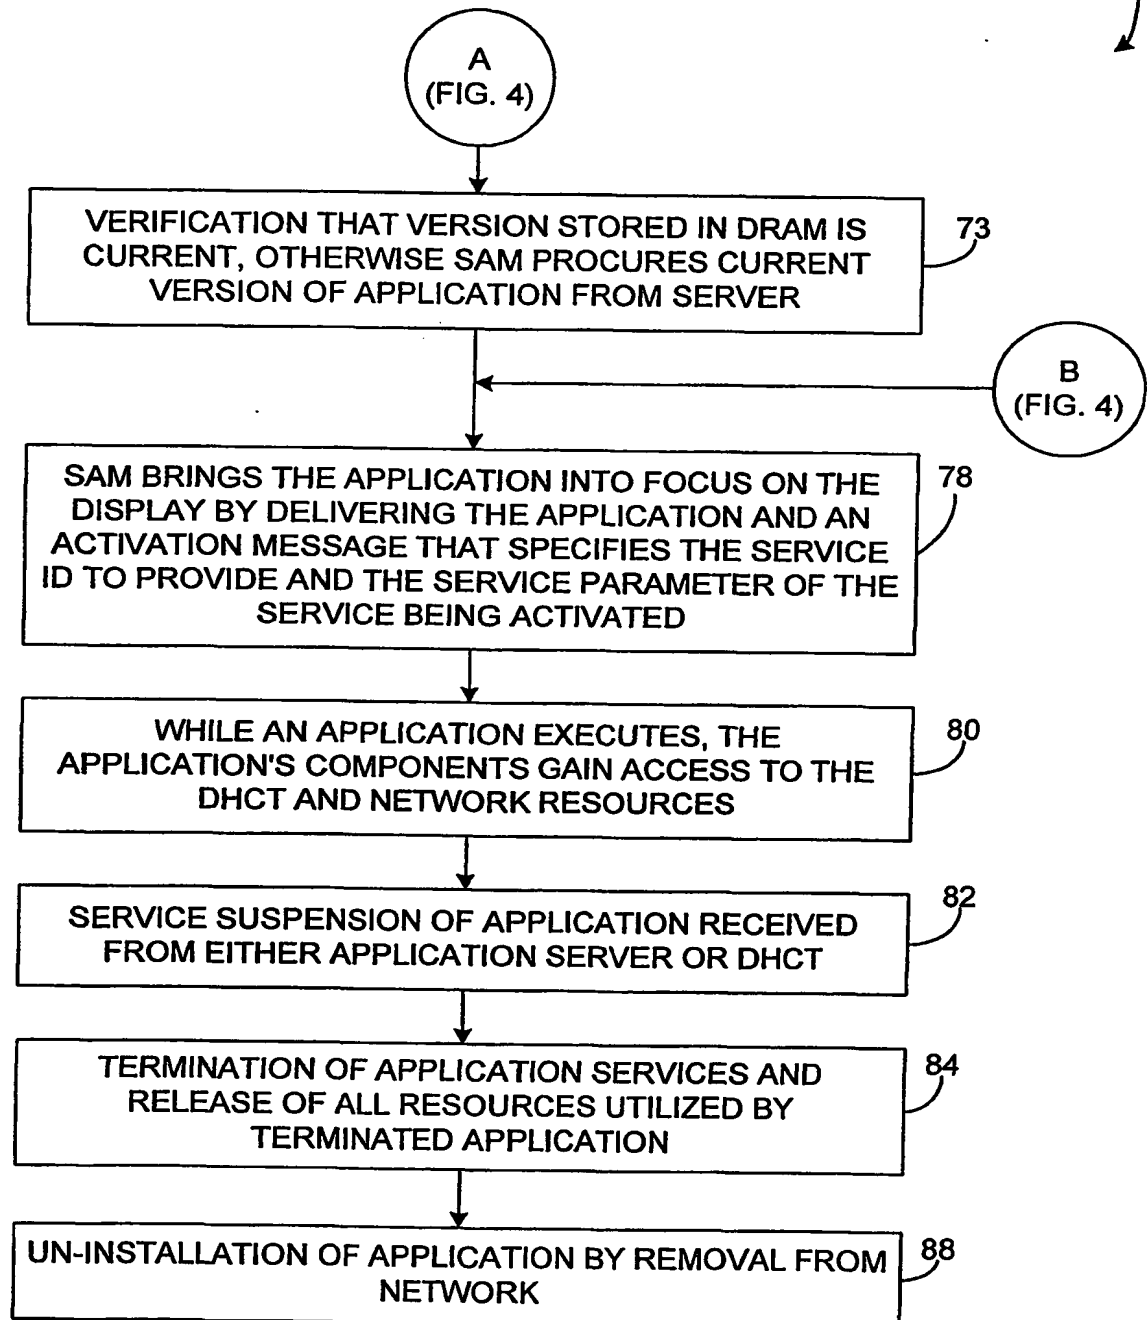 A
(FIG. 4)
VERIFICATION THAT VERSION STORED IN DRAM IS
CURRENT, OTHERWISE SAM PROCURES CURRENT
VERSION OF APPLICATION FROM SERVER
73
B
(FIG. 4)
SAM BRINGS THE APPLICATION INTO FOCUS ON THE
DISPLAY BY DELIVERING THE APPLICATION AND AN
ACTIVATION MESSAGE THAT SPECIFIES THE SERVICE
ID TO PROVIDE AND THE SERVICE PARAMETER OF THE
SERVICE BEING ACTIVATED
78
WHILE AN APPLICATION EXECUTES, THE
APPLICATION'S COMPONENTS GAIN ACCESS TO THE
DHCT AND NETWORK RESOURCES
80
SERVICE SUSPENSION OF APPLICATION RECEIVED
FROM EITHER APPLICATION SERVER OR DHCT
82
TERMINATION OF APPLICATION SERVICES AND
RELEASE OF ALL RESOURCES UTILIZED BY
TERMINATED APPLICATION
84
UN-INSTALLATION OF APPLICATION BY REMOVAL FROM
NETWORK
88